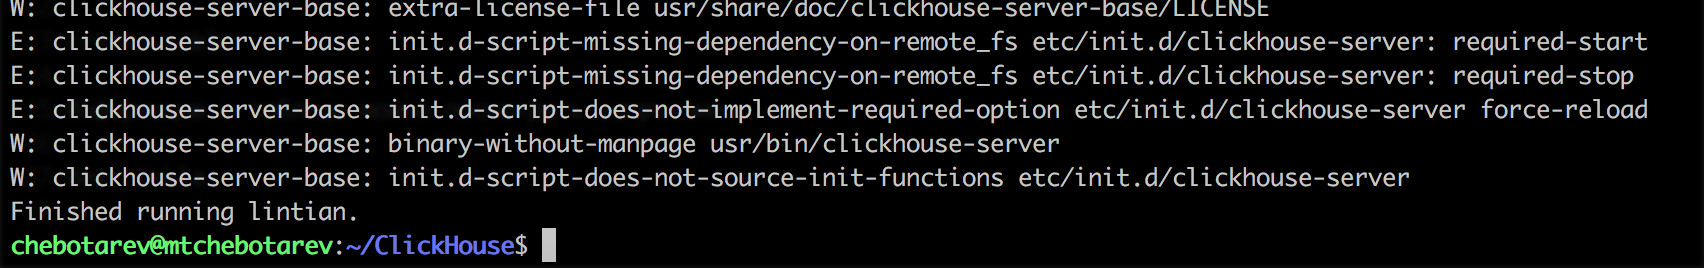 W: clickhouse-server-base: extra-license-file usr/share/doc/clickhouse-server-base/LICENSE
E: clickhouse-server-base: init.d-script-missing-dependency-on-remote_fs etc/init.d/clickhouse-server: required-start
E: clickhouse-server-base: init.d-script-missing-dependency-on-remote_fs etc/init.d/clickhouse-server: required-stop
E: clickhouse-server-base: init.d-script-does-not-implement-required-option etc/init.d/clickhouse-server force-reload
W: clickhouse-server-base: binary-without-manpage usr/bin/clickhouse-server
W: clickhouse-server-base: init.d-script-does-not-source-init-functions etc/init.d/clickhouse-server
Finished running lintian.
chebotarev@mtchebotarev:~/ClickHouse$